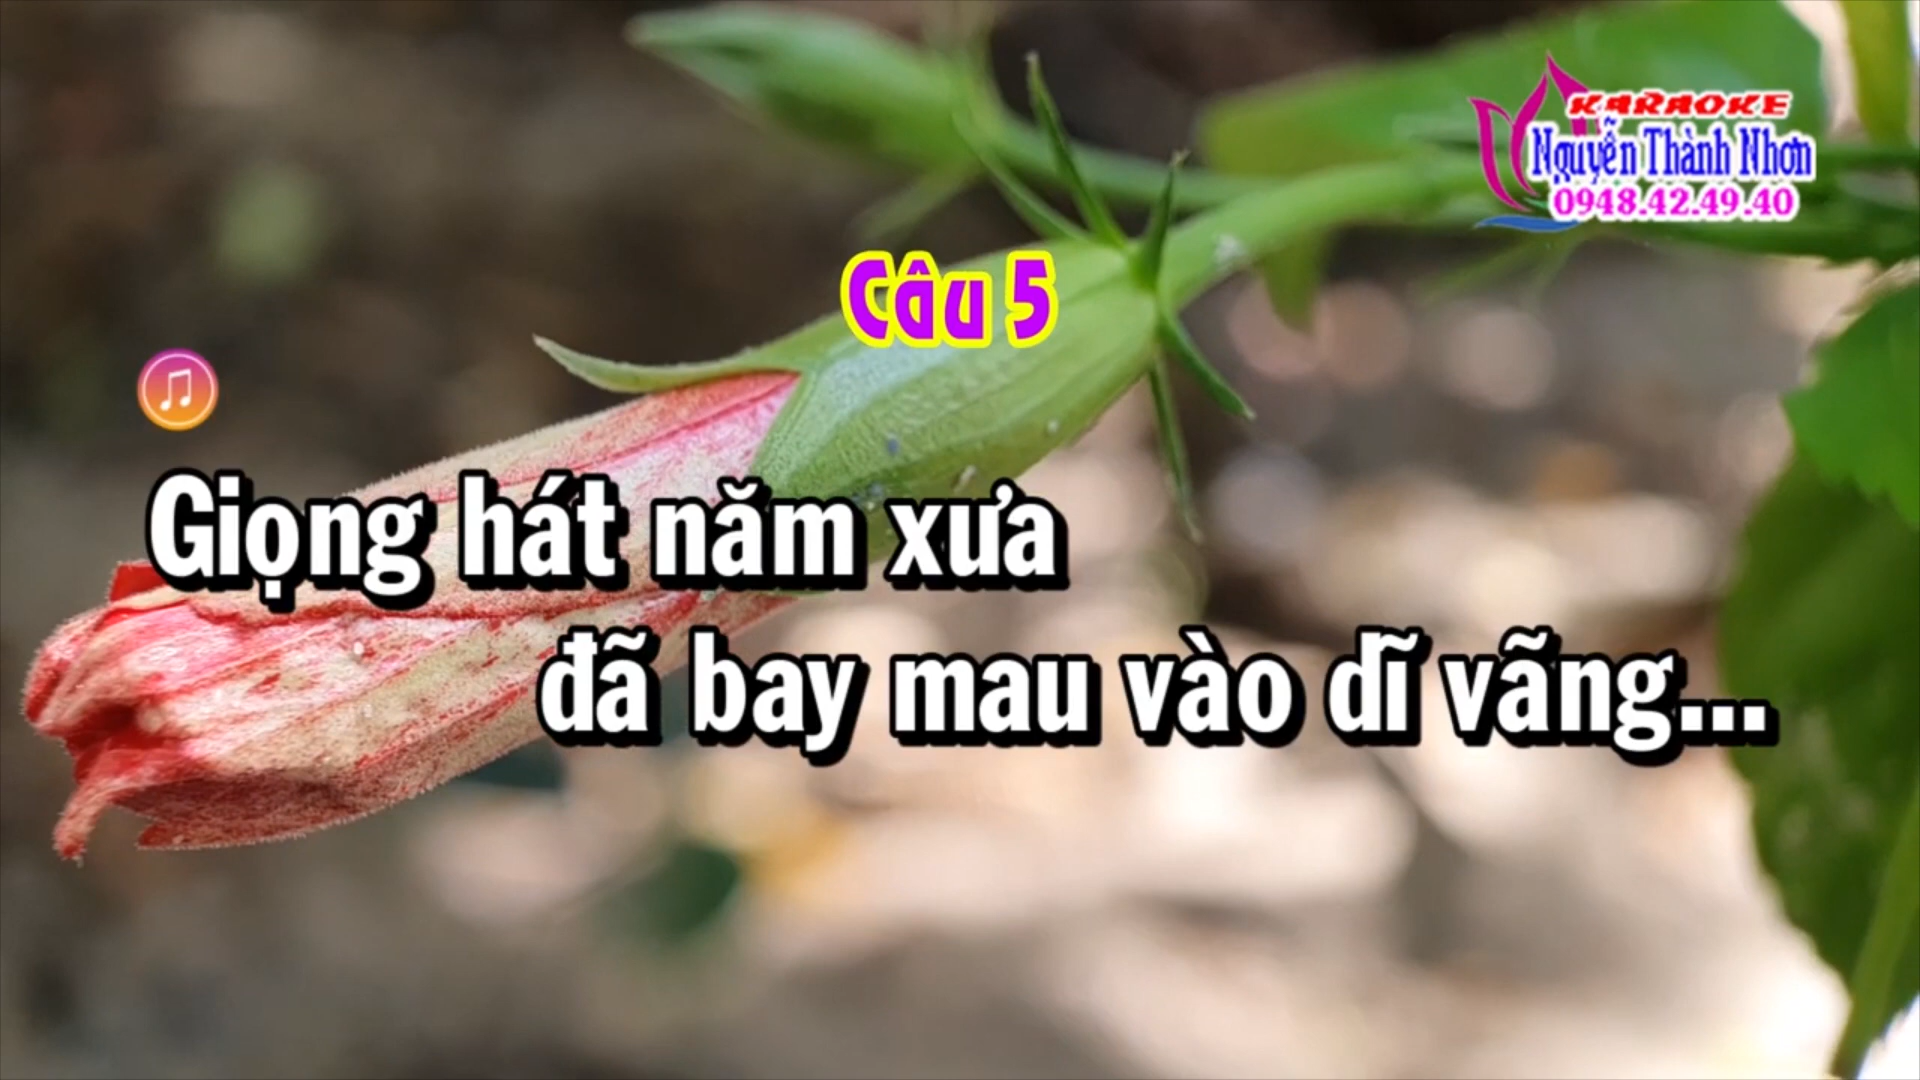 KARAOKE
Nguyễn Thành Nhơn
0948.42.49.40
Câu 5
Giọng hát năm xưa
đã bay mau vào dĩ vãng...